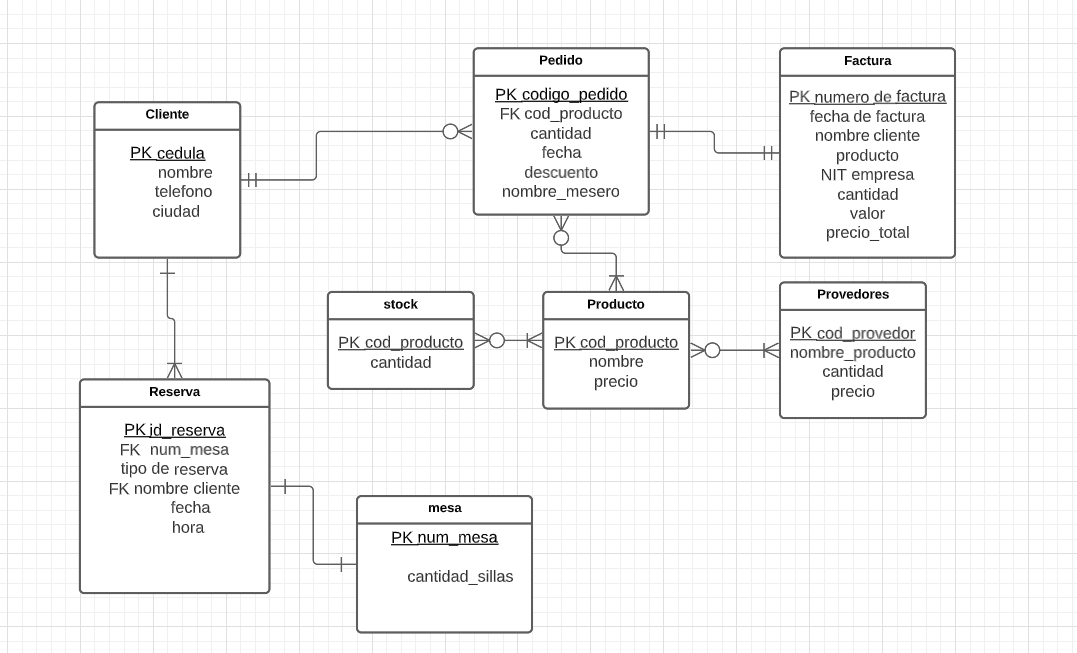 Cliente
PK cedula
nombre
telefono
ciudad
Pedido
PK codigo_pedido
FK cod_producto
cantidad
fecha
descuento
nombre_mesero
Factura
PK numero de factura
fecha de factura
nombre cliente
producto
NIT empresa
cantidad
valor
precio_total
stock
PK cod_producto
cantidad
Producto
PK cod_producto
nombre
precio
Provedores
PK cod_provedor
nombre_producto
cantidad
precio
Reserva
PK id_reserva
FK num_mesa
tipo de reserva
FK nombre cliente
fecha
hora
mesa
PK num_mesa
cantidad_sillas